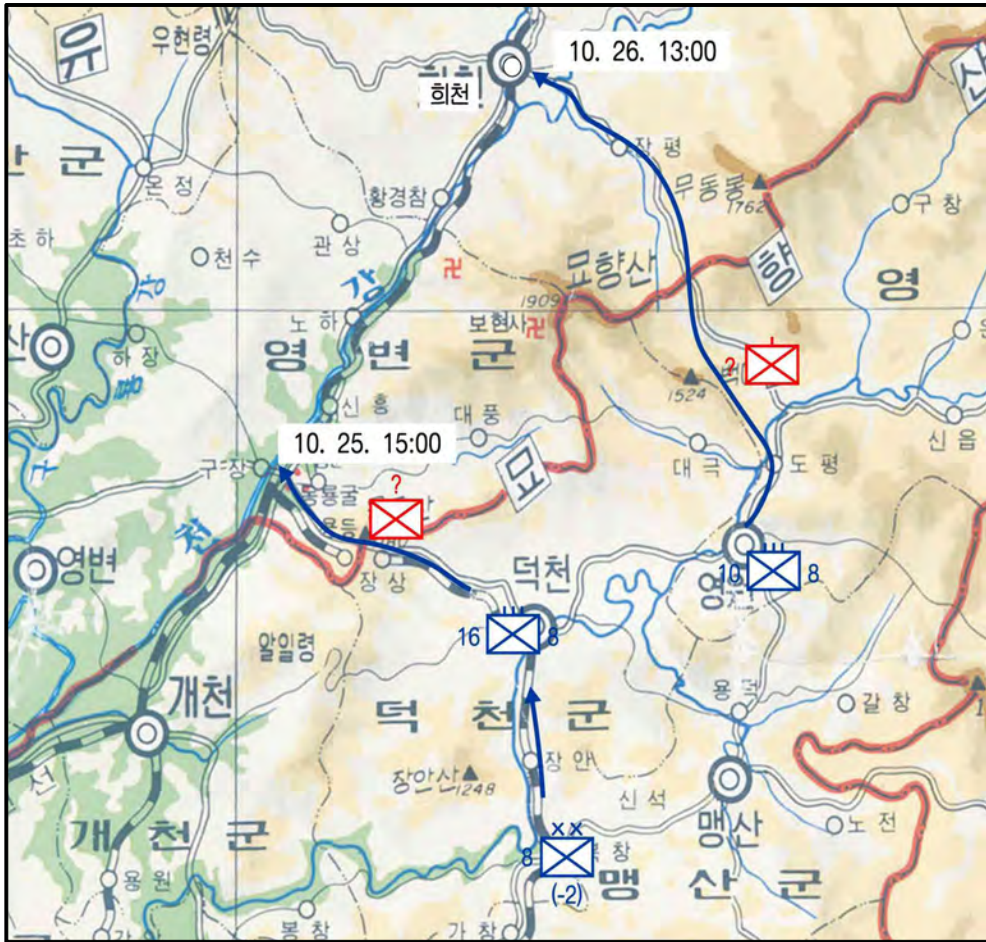 유
우현령
10. 26. 13:00
희천
산
산 군
온정
장평
무동봉
1762
구창
황경참
관상
초하
천수
강
향
영
묘향산
1909
보현사
노하
하장
영 변 군
신흥
대풍
1524
?
10. 25. 15:00
구장
대극
도평
신읍
묘
?
천
영변
장상
덕천
10
8
16
8
알일령
개천
덕 천 군
용덕
갈창
장안
장안산
1248
신석
맹산
노전
개 천 군
8
(-2)
맹 산 군
용원
봉창
가창